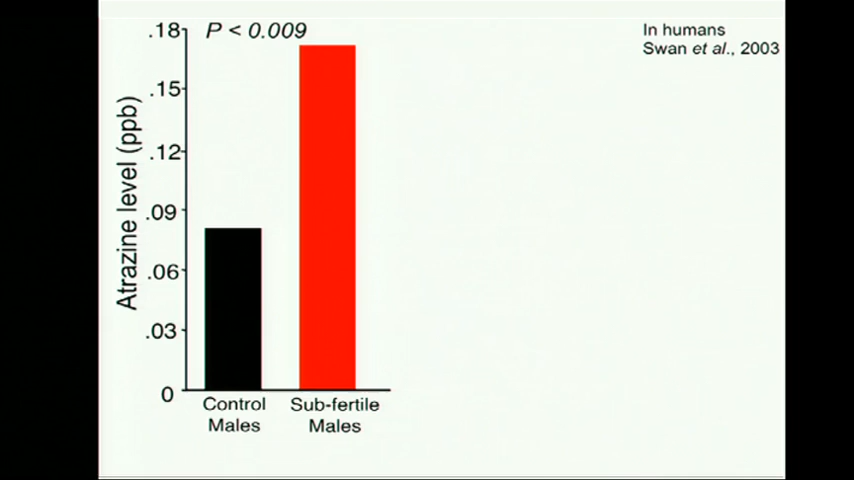 .18
P < 0.009
In humans
Swan et al., 2003
.15
.12
.09
.06
.03
0
Atrazine level (ppb)
Control
Males
Sub-fertile
Males